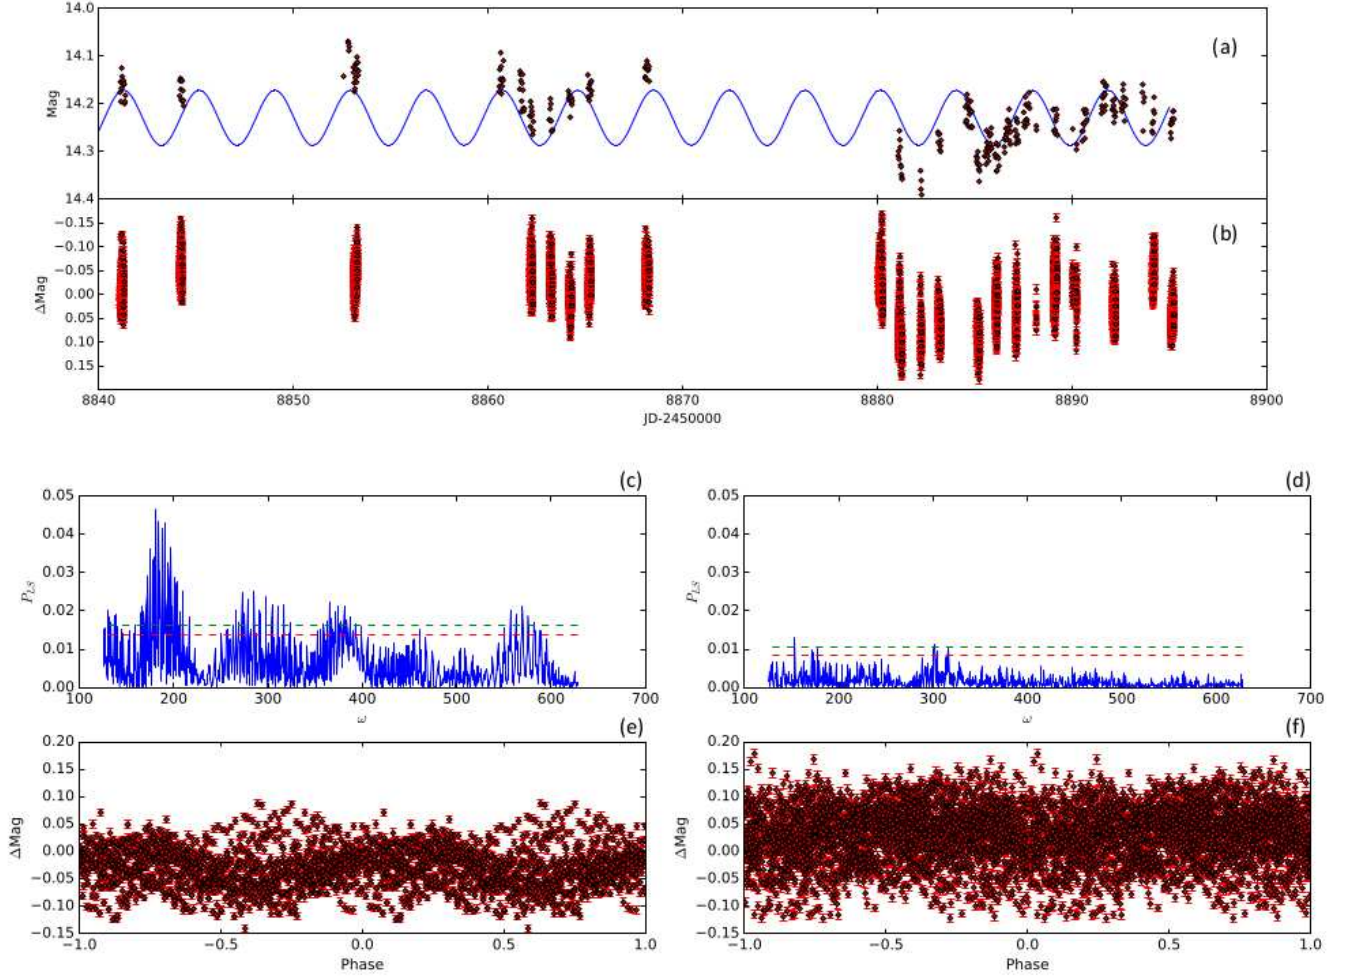 (a)
14.0
14.1
14.2
14.3
14.4
Mag
(b)
−0.15
−0.10
−0.05
0.00
0.05
0.10
0.15
ΔMag
8840 8850 8860 8870 8880 8890 8900
JD-2450000
(c)
0.05
0.04
0.03
0.02
0.01
0.00
P_LS
100 200 300 400 500 600 700
ω
(d)
0.05
0.04
0.03
0.02
0.01
0.00
P_LS
100 200 300 400 500 600 700
ω
(e)
0.20
0.15
0.10
0.05
0.00
−0.05
−0.10
−0.15
ΔMag
−1.0 −0.5 0.0 0.5 1.0
Phase
(f)
0.20
0.15
0.10
0.05
0.00
−0.05
−0.10
−0.15
ΔMag
−1.0 −0.5 0.0 0.5 1.0
Phase